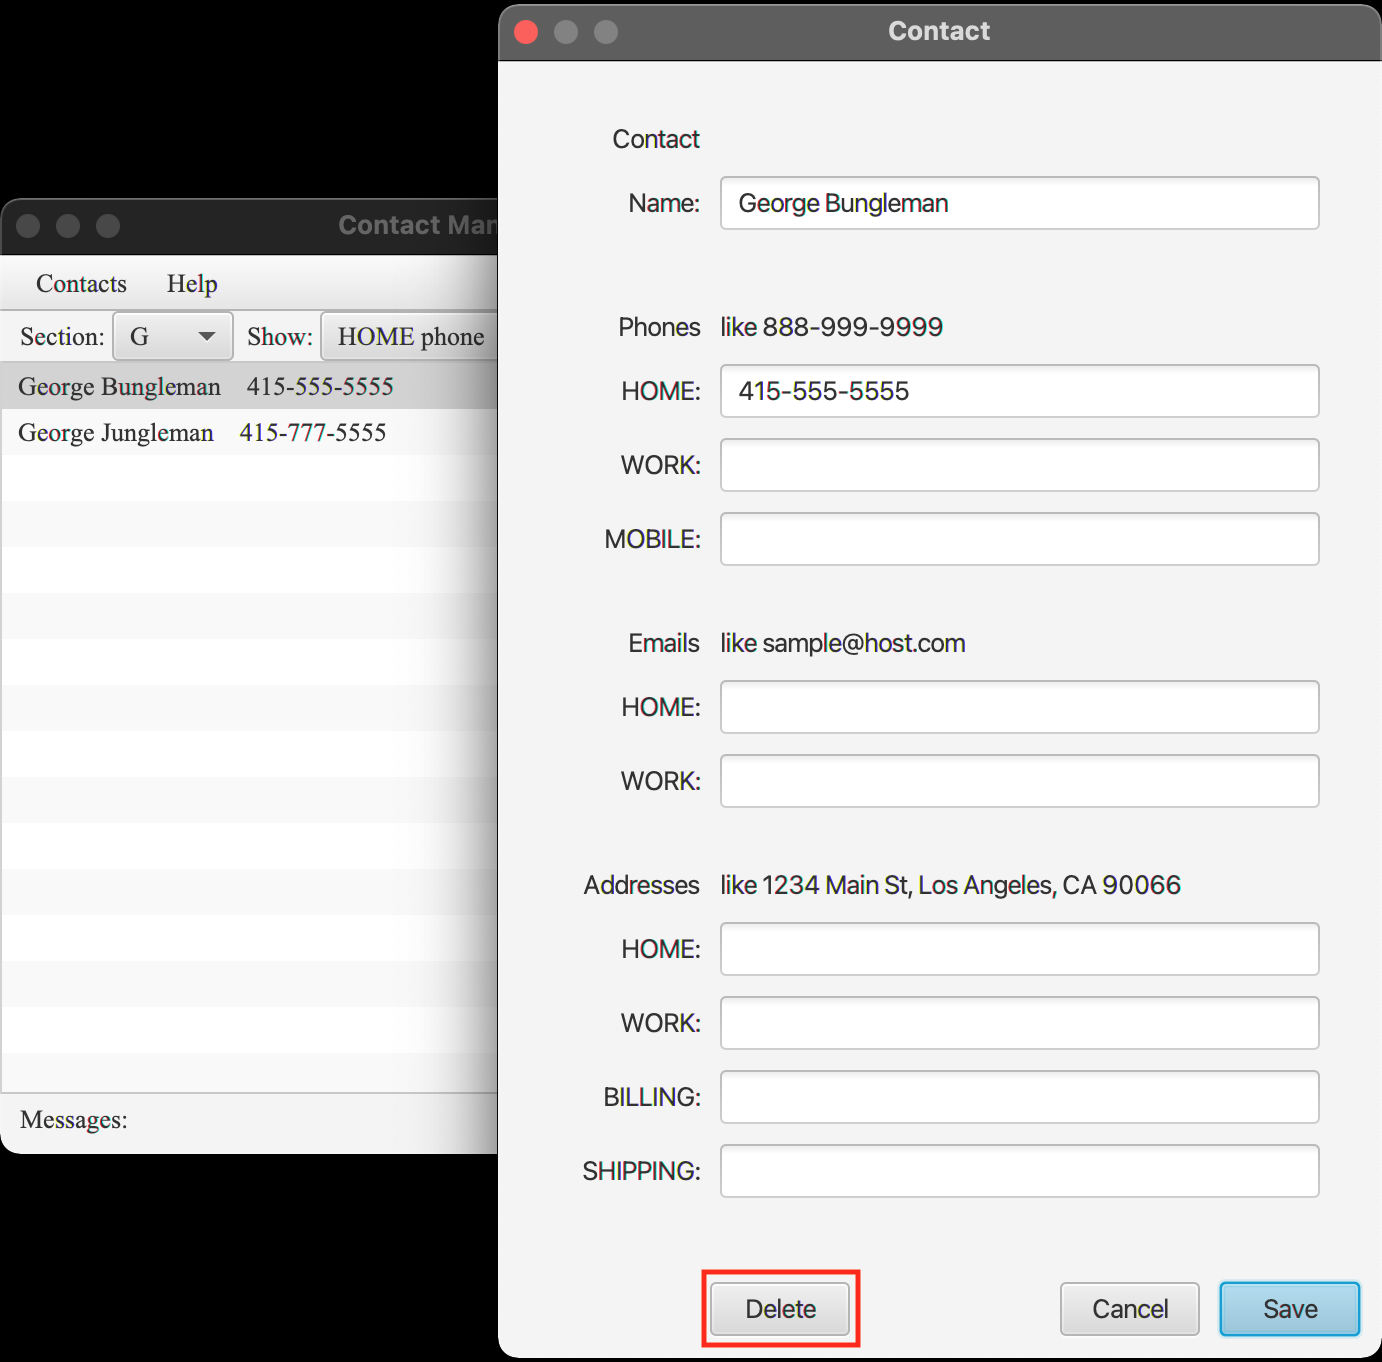 Contact Man
Contacts Help
Section: G Show: HOME phone
George Bungleman 415-555-5555
George Jungleman 415-777-5555
Messages:
Contact
Contact
Name: George Bungleman
Phones like 888-999-9999
HOME: 415-555-5555
WORK:
MOBILE:
Emails like sample@host.com
HOME:
WORK:
Addresses like 1234 Main St, Los Angeles, CA 90066
HOME:
WORK:
BILLING:
SHIPPING:
Delete Cancel Save